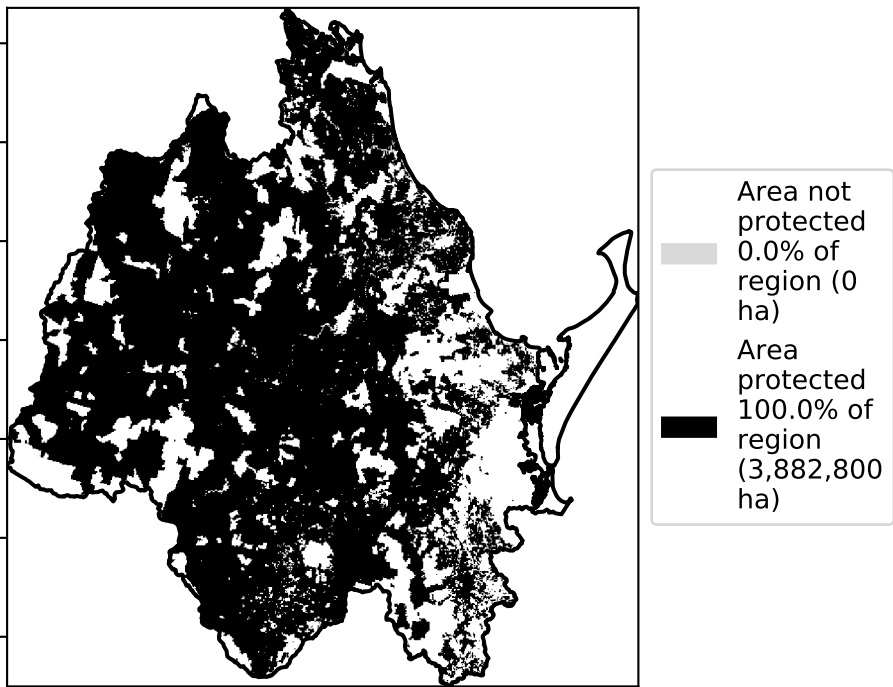 Area not
protected
0.0% of
region (0
ha)
Area
protected
100.0% of
region
(3,882,800
ha)